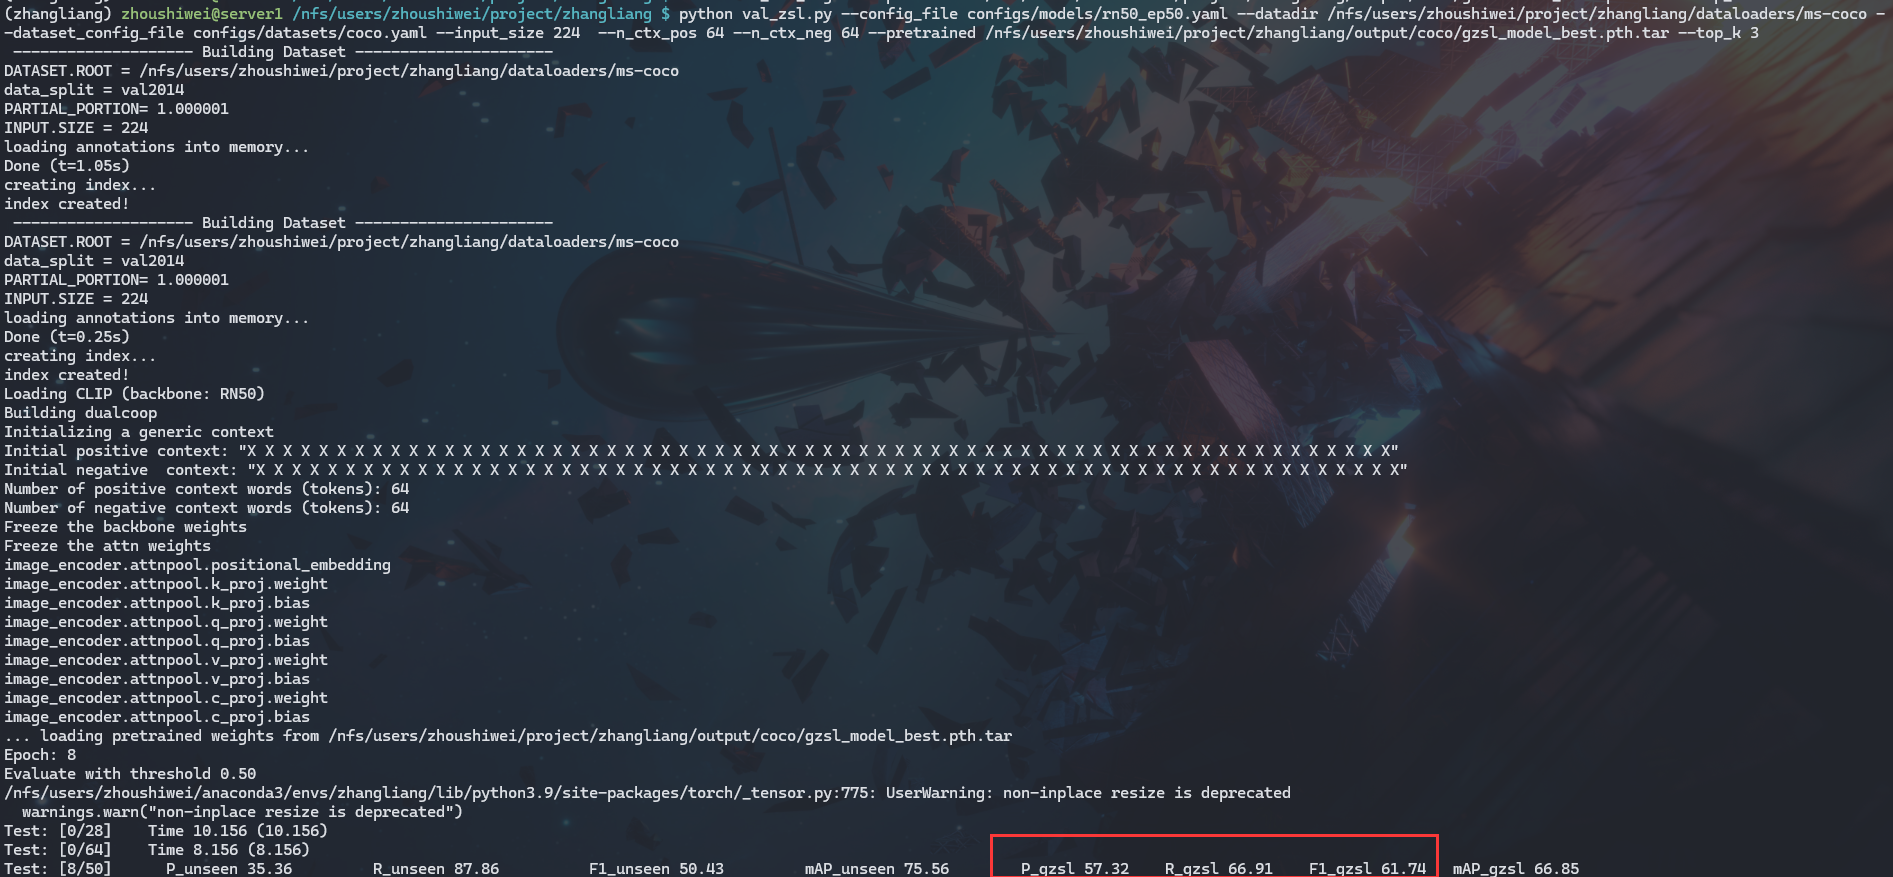 (zhangliang) zhoushiwei@server1 /nfs/users/zhoushiwei/project/zhangliang $ python val_zsl.py --config_file configs/models/rn50_ep50.yaml --datadir /nfs/users/zhoushiwei/project/zhangliang/dataloaders/ms-coco -
-dataset_config_file configs/datasets/coco.yaml --input_size 224  --n_ctx_pos 64 --n_ctx_neg 64 --pretrained /nfs/users/zhoushiwei/project/zhangliang/output/coco/gzsl_model_best.pth.tar --top_k 3
-------------------- Building Dataset ----------------------
DATASET.ROOT = /nfs/users/zhoushiwei/project/zhangliang/dataloaders/ms-coco
data_split = val2014
PARTIAL_PORTION= 1.000001
INPUT.SIZE = 224
loading annotations into memory...
Done (t=1.05s)
creating index...
index created!
-------------------- Building Dataset ----------------------
DATASET.ROOT = /nfs/users/zhoushiwei/project/zhangliang/dataloaders/ms-coco
data_split = val2014
PARTIAL_PORTION= 1.000001
INPUT.SIZE = 224
loading annotations into memory...
Done (t=0.25s)
creating index...
index created!
Loading CLIP (backbone: RN50)
Building dualcoop
Initializing a generic context
Initial positive context: "X X X X X X X X X X X X X X X X X X X X X X X X X X X X X X X X X X X X X X X X X X X X X X X X X X X X X X X X X X X X X X X X"
Initial negative  context: "X X X X X X X X X X X X X X X X X X X X X X X X X X X X X X X X X X X X X X X X X X X X X X X X X X X X X X X X X X X X X X X X"
Number of positive context words (tokens): 64
Number of negative context words (tokens): 64
Freeze the backbone weights
Freeze the attn weights
image_encoder.attnpool.positional_embedding
image_encoder.attnpool.k_proj.weight
image_encoder.attnpool.k_proj.bias
image_encoder.attnpool.q_proj.weight
image_encoder.attnpool.q_proj.bias
image_encoder.attnpool.v_proj.weight
image_encoder.attnpool.v_proj.bias
image_encoder.attnpool.c_proj.weight
image_encoder.attnpool.c_proj.bias
... loading pretrained weights from /nfs/users/zhoushiwei/project/zhangliang/output/coco/gzsl_model_best.pth.tar
Epoch: 8
Evaluate with threshold 0.50
/nfs/users/zhoushiwei/anaconda3/envs/zhangliang/lib/python3.9/site-packages/torch/_tensor.py:775: UserWarning: non-inplace resize is deprecated
  warnings.warn("non-inplace resize is deprecated")
Test: [0/28]    Time 10.156 (10.156)
Test: [0/64]    Time 8.156 (8.156)
Test: [8/50]      P_unseen 35.36         R_unseen 87.86          F1_unseen 50.43         mAP_unseen 75.56        P_gzsl 57.32    R_gzsl 66.91    F1_gzsl 61.74   mAP_gzsl 66.85